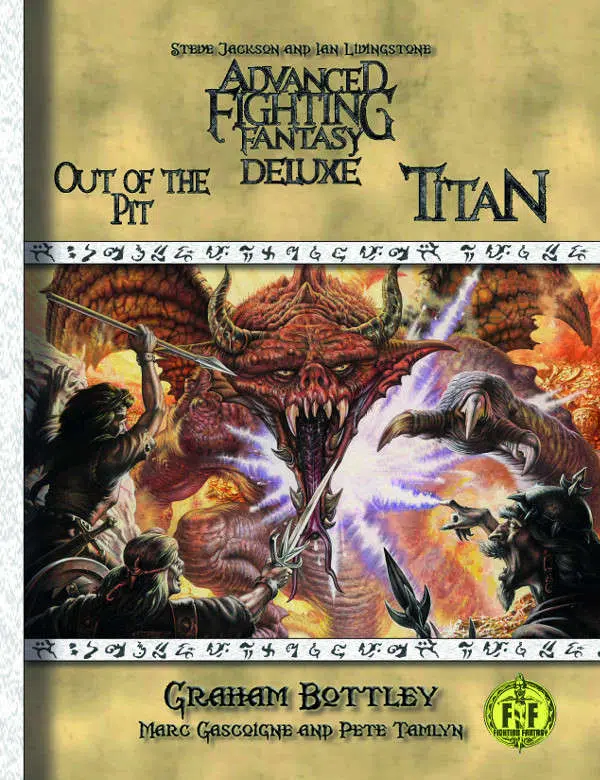 Steve Jackson and Ian Livingstone
Advanced
Fighting
Fantasy
Deluxe
Out of the
Pit
Titan
Graham Bottley
Marc Gascoigne and Pete Tamlyn
FF
Fighting Fantasy